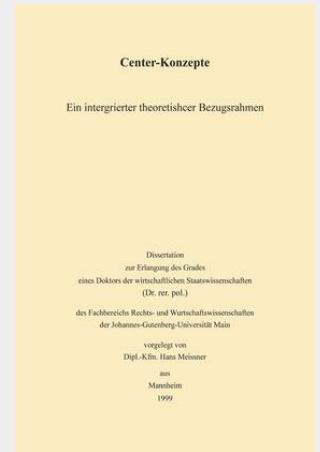 Center-Konzepte
Ein intergrierter theoretishcer Bezugsrahmen
Dissertation
zur Erlangung des Grades
eines Doktors der wirtschaftlichen Staatswissenschaften
(Dr. rer. pol.)
des Fachbereichs Rechts- und Wurtschaftswissenschaften
der Johannes-Gutenberg-Universität Main
vorgelegt von
Dipl.-Kfm. Hans Meissner
aus
Mannheim
1999